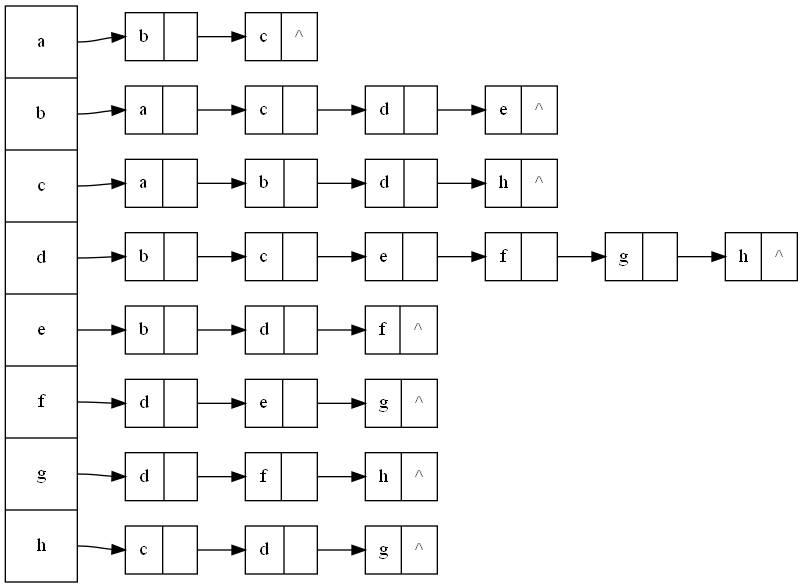 a b c ^
b a c d e ^
c a b d h ^
d b c e f g h ^
e b d f ^
f d e g ^
g d f h ^
h c d g ^